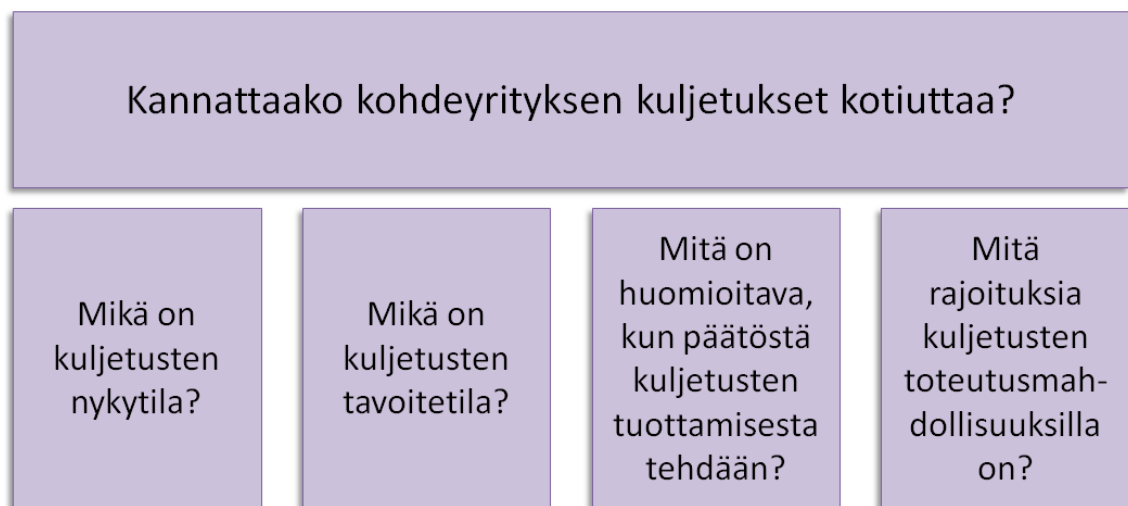 Kannattaako kohdeyrityksen kuljetukset kotiuttaa?
Mikä on
kuljetusten
nykytila?
Mikä on
kuljetusten
tavoitetila?
Mitä on
huomioitava,
kun päätöstä
kuljetusten
tuottamisesta
tehdään?
Mitä
rajoituksia
kuljetusten
toteutusmah-
dollisuuksilla
on?